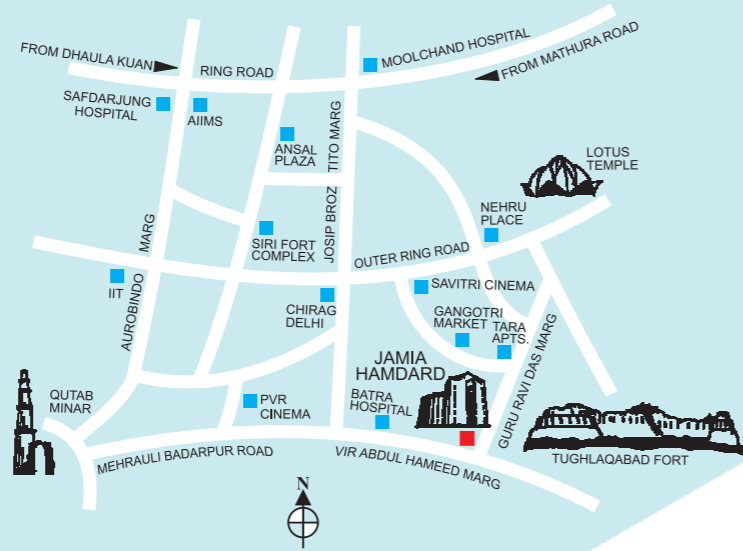 MOOLCHAND HOSPITAL
FROM DHAULA KUAN
RING ROAD
FROM MATHURA ROAD
SAFDARJUNG
HOSPITAL
AIIMS
ANSAL
PLAZA
JOSIP BROZ TITO MARG
LOTUS
TEMPLE
NEHRU
PLACE
SIRI FORT
COMPLEX
OUTER RING ROAD
AUROBINDO MARG
IIT
SAVITRI CINEMA
CHIRAG
DELHI
GANGOTRI
MARKET
TARA
APTS.
GURU RAVI DAS MARG
JAMIA
HAMDARD
QUTAB
MINAR
PVR
CINEMA
BATRA
HOSPITAL
MEHRAULI BADARPUR ROAD
VIR ABDUL HAMEED MARG
TUGHLAQABAD FORT
N